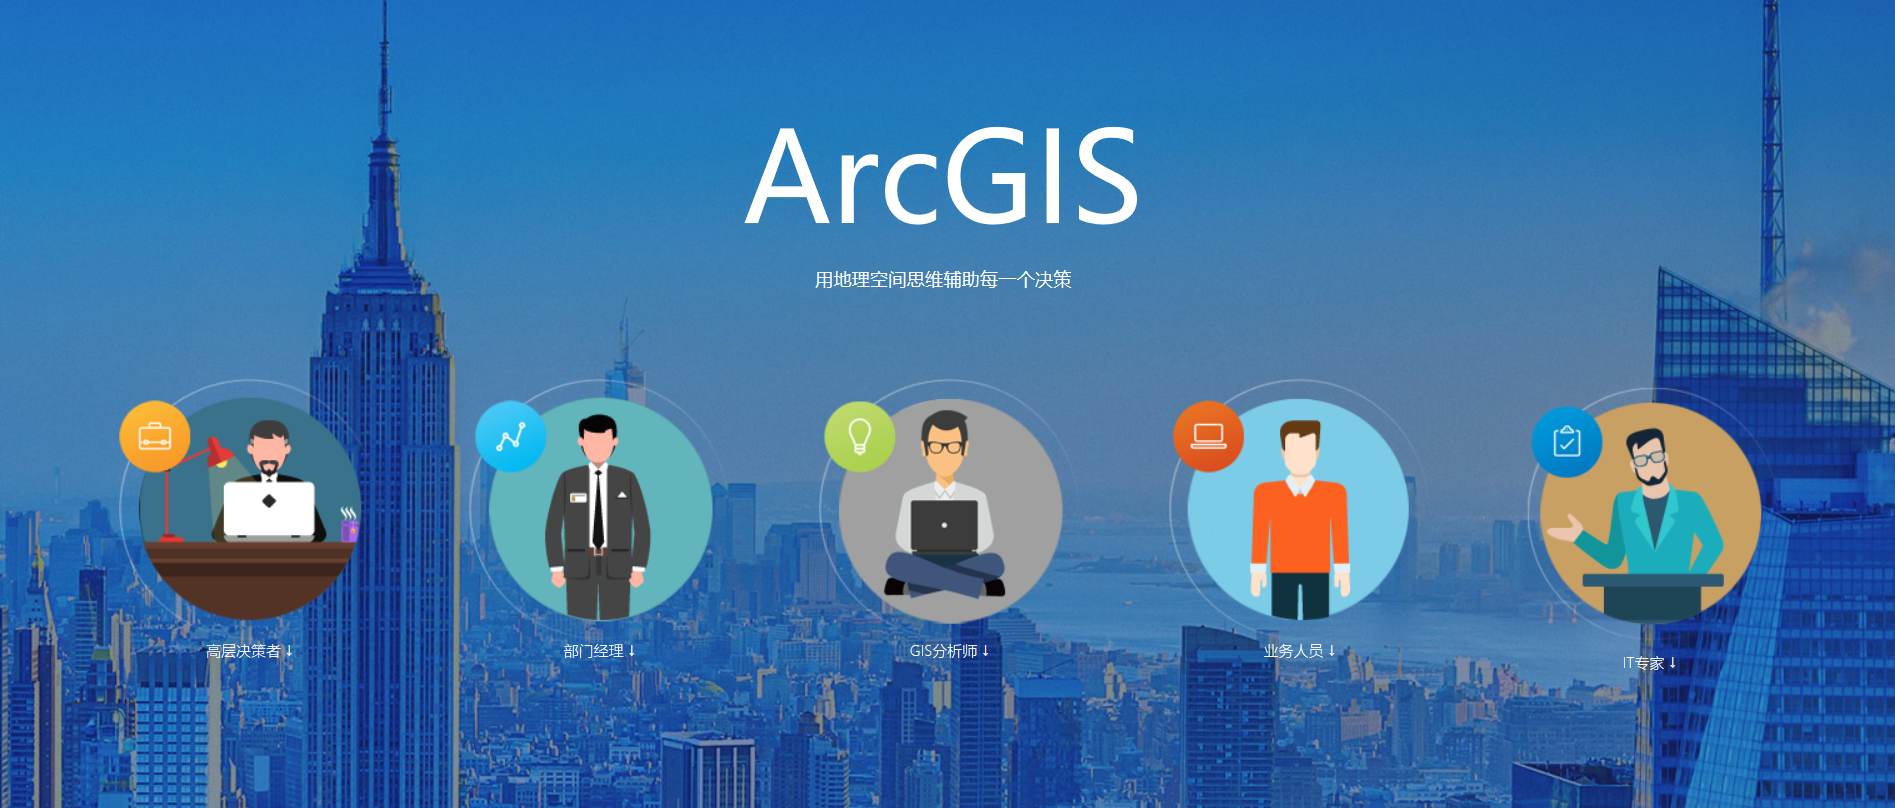 ArcGIS
用地理空间思维辅助每一个决策
高层决策者 ↓
部门经理 ↓
GIS分析师 ↓
业务人员 ↓
IT专家 ↓